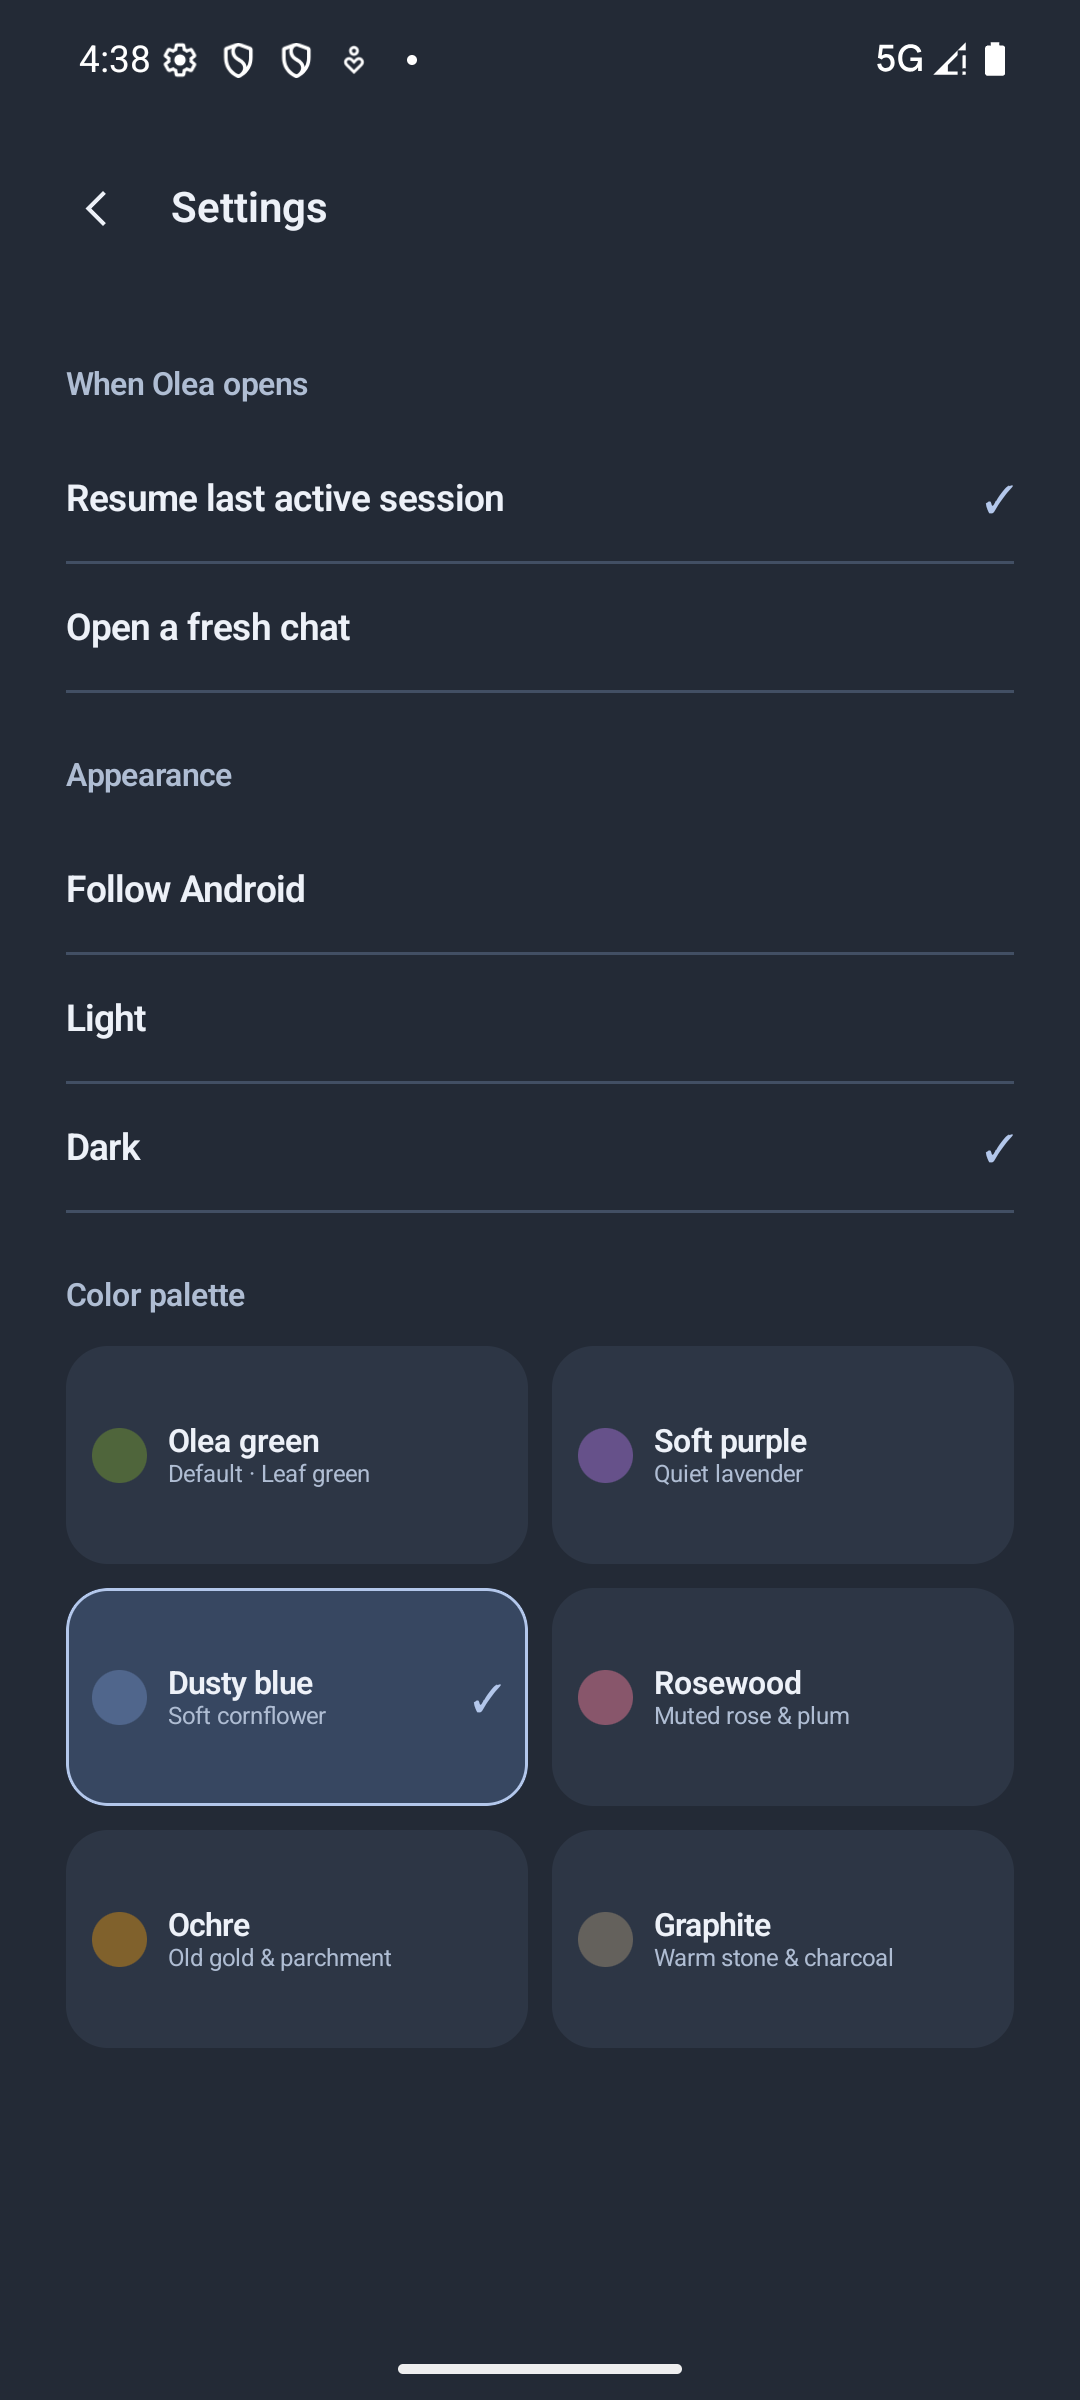 4:38
5G
Settings
When Olea opens
Resume last active session
Open a fresh chat
Appearance
Follow Android
Light
Dark
Color palette
Olea green
Default · Leaf green
Soft purple
Quiet lavender
Dusty blue
Soft cornflower
Rosewood
Muted rose & plum
Ochre
Old gold & parchment
Graphite
Warm stone & charcoal